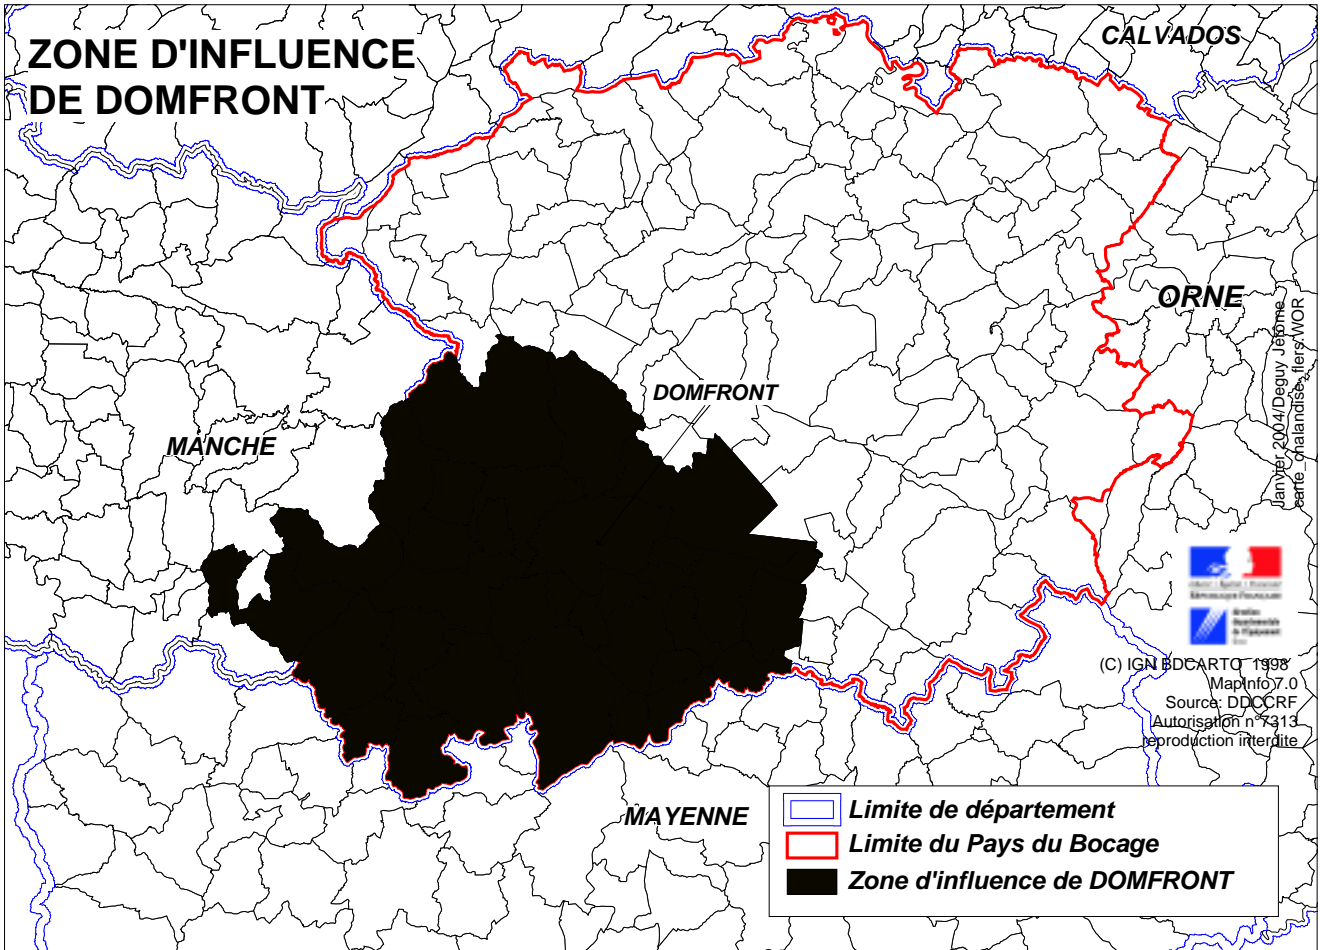 ZONE D'INFLUENCE
DE DOMFRONT
CALVADOS
ORNE
DOMFRONT
MANCHE
MAYENNE
Janvier 2004/Deguy Jérome
carte_chalandise_flers.WOR
(C) IGN BDCARTO 1998
MapInfo 7.0
Source: DDCCRF
Autorisation n°7313
reproduction interdite
Limite de département
Limite du Pays du Bocage
Zone d'influence de DOMFRONT